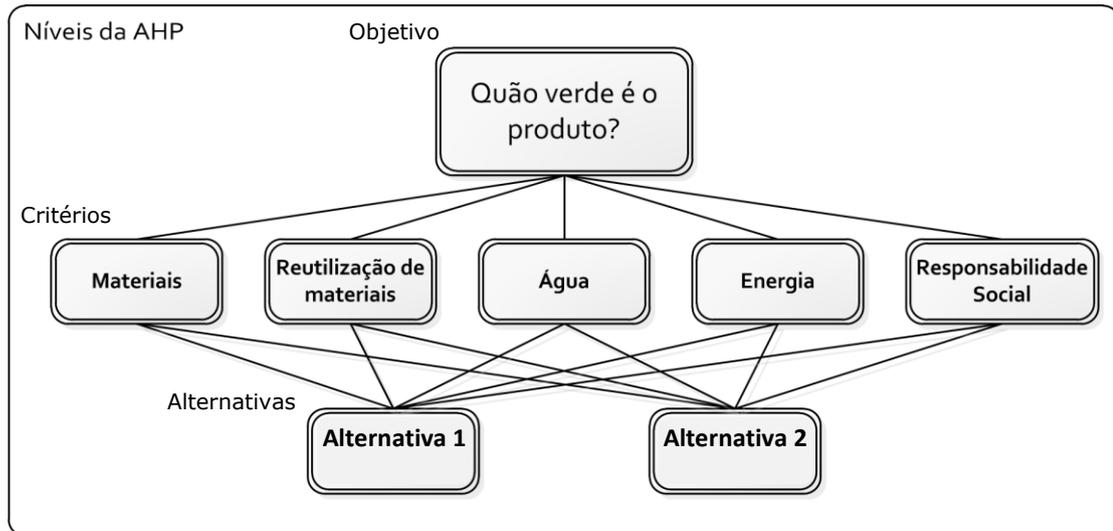 Níveis da AHP
Objetivo
Quão verde é o
produto?
Critérios
Materiais
Reutilização de
materiais
Água
Energia
Responsabilidade
Social
Alternativas
Alternativa 1
Alternativa 2